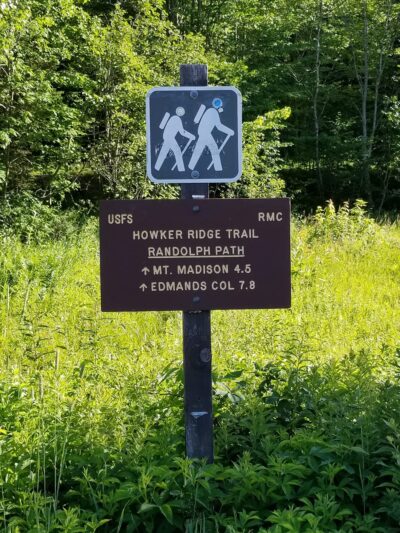 USFS RMC
HOWKER RIDGE TRAIL
RANDOLPH PATH
↑ MT. MADISON 4.5
↑ EDMANDS COL 7.8